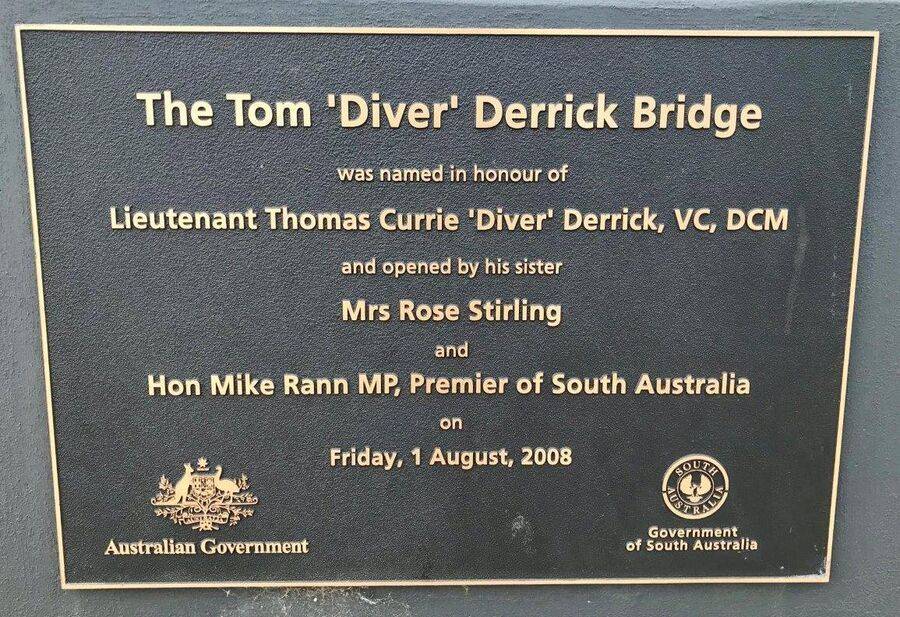 The Tom 'Diver' Derrick Bridge
was named in honour of
Lieutenant Thomas Currie 'Diver' Derrick, VC, DCM
and opened by his sister
Mrs Rose Stirling
and
Hon Mike Rann MP, Premier of South Australia
on
Friday, 1 August, 2008
Australian Government
SOUTH AUSTRALIA
Government
of South Australia